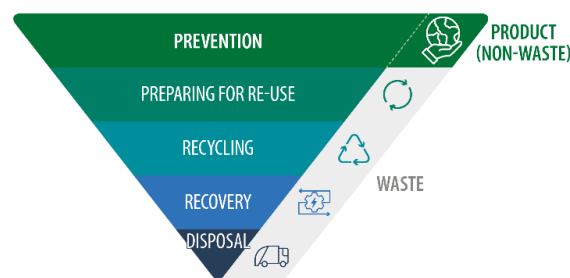 PREVENTION
PRODUCT
(NON-WASTE)
PREPARING FOR RE-USE
RECYCLING
WASTE
RECOVERY
DISPOSAL